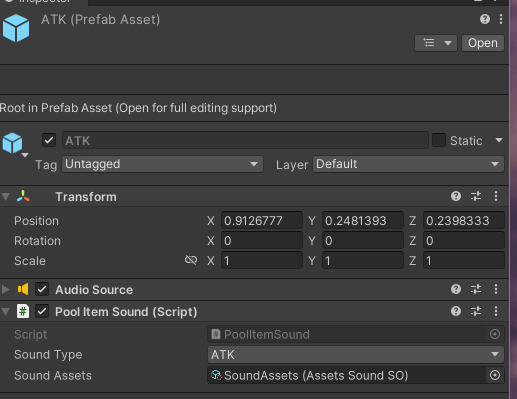 Inspector
ATK (Prefab Asset)
Open
Root in Prefab Asset (Open for full editing support)
ATK Static
Tag Untagged Layer Default
Transform
Position X 0.9126777 Y 0.2481393 Z 0.2398333
Rotation X 0 Y 0 Z 0
Scale X 1 Y 1 Z 1
Audio Source
Pool Item Sound (Script)
Script PoolItemSound
Sound Type ATK
Sound Assets SoundAssets (Assets Sound SO)